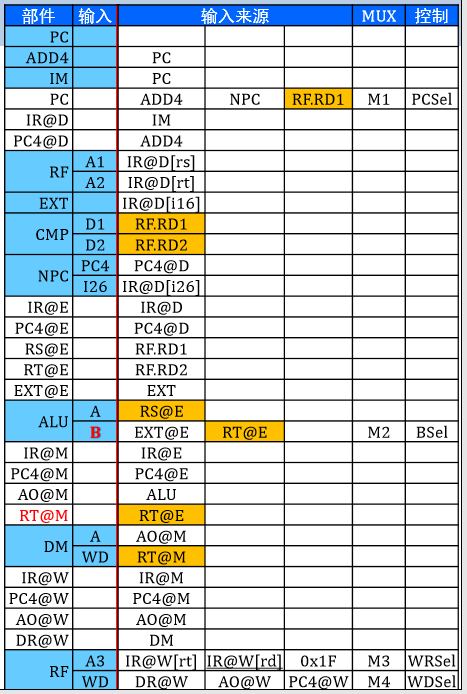 部件 输入 输入来源 MUX 控制
PC
ADD4 PC
IM PC
PC ADD4 NPC RF.RD1 M1 PCSel
IR@D IM
PC4@D ADD4
RF A1 IR@D[rs]
A2 IR@D[rt]
EXT IR@D[i16]
CMP D1 RF.RD1
D2 RF.RD2
NPC PC4 PC4@D
I26 IR@D[i26]
IR@E IR@D
PC4@E PC4@D
RS@E RF.RD1
RT@E RF.RD2
EXT@E EXT
ALU A RS@E
B EXT@E RT@E M2 BSel
IR@M IR@E
PC4@M PC4@E
AO@M ALU
RT@M RT@E
DM A AO@M
WD RT@M
IR@W IR@M
PC4@W PC4@M
AO@W AO@M
DR@W DM
RF A3 IR@W[rt] IR@W[rd] 0x1F M3 WRSel
WD DR@W AO@W PC4@W M4 WDSel